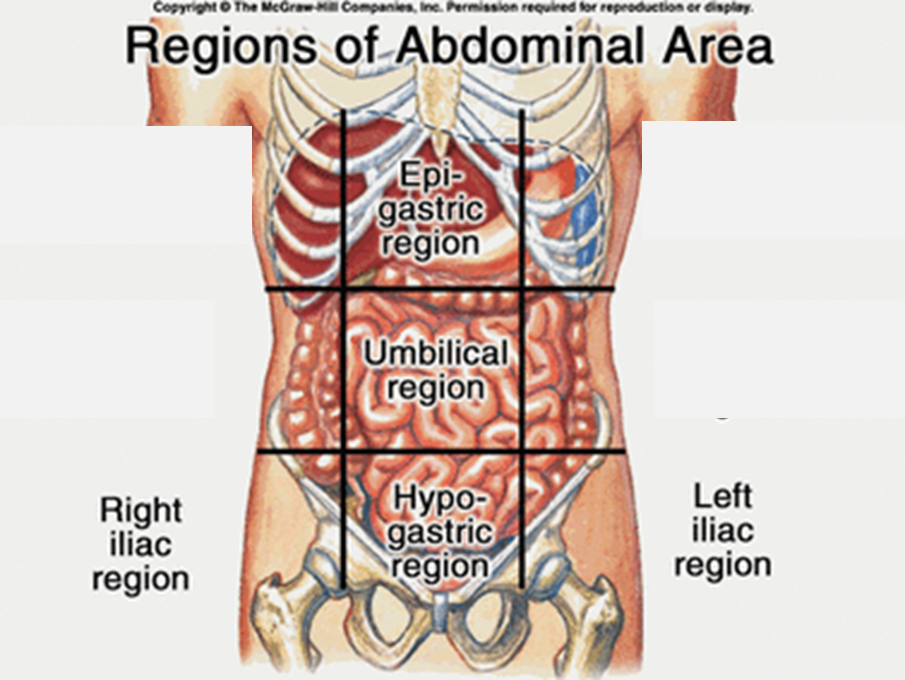 Copyright © The McGraw-Hill Companies, Inc. Permission required for reproduction or display.
Regions of Abdominal Area
Epi-
gastric
region
Umbilical
region
Right
iliac
region
Hypo-
gastric
region
Left
iliac
region